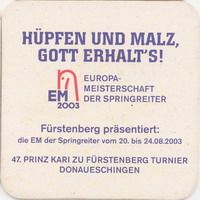 HÜPFEN UND MALZ,
GOTT ERHALT'S!
EUROPA-
MEISTERSCHAFT
DER SPRINGREITER
EM
2003
Fürstenberg präsentiert:
die EM der Springreiter vom 20. bis 24.08.2003
47. PRINZ KARI ZU FÜRSTENBERG TURNIER
DONAUESCHINGEN